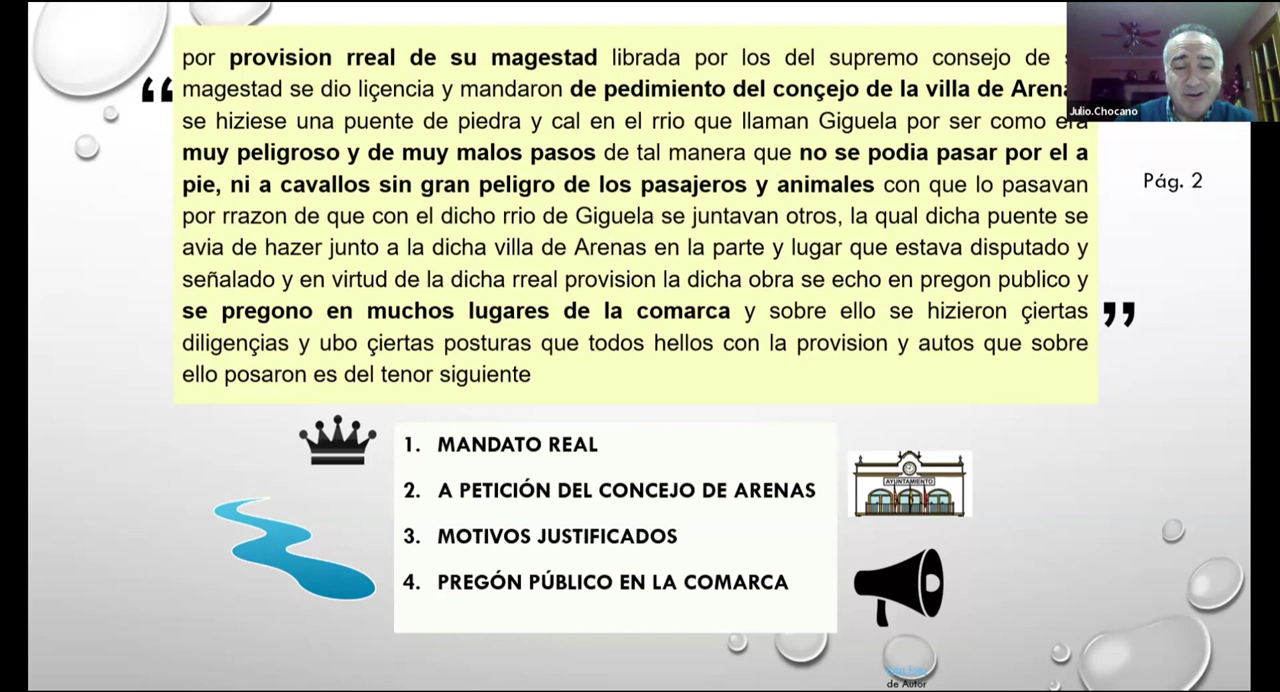 por provision rreal de su magestad librada por los del supremo consejo de
magestad se dio liçencia y mandaron de pedimiento del conçejo de la villa de
se hiziese una puente de piedra y cal en el rrio que llaman Giguela por ser como era
muy peligroso y de muy malos pasos de tal manera que no se podia pasar por el a
pie, ni a cavallos sin gran peligro de los pasajeros y animales con que lo pasavan
por rrazon de que con el dicho rrio de Giguela se juntavan otros, la qual dicha puente se
avia de hazer junto a la dicha villa de Arenas en la parte y lugar que estava disputado y
señalado y en virtud de la dicha rreal provision la dicha obra se echo en pregon publico y
se pregono en muchos lugares de la comarca y sobre ello se hizieron çiertas
diligençias y ubo çiertas posturas que todos hellos con la provision y autos que sobre
ello posaron es del tenor siguiente
Julio.Chocano
Pág. 2
1. MANDATO REAL
2. A PETICIÓN DEL CONCEJO DE ARENAS
3. MOTIVOS JUSTIFICADOS
4. PREGÓN PÚBLICO EN LA COMARCA
AYUNTAMIENTO
de Autor